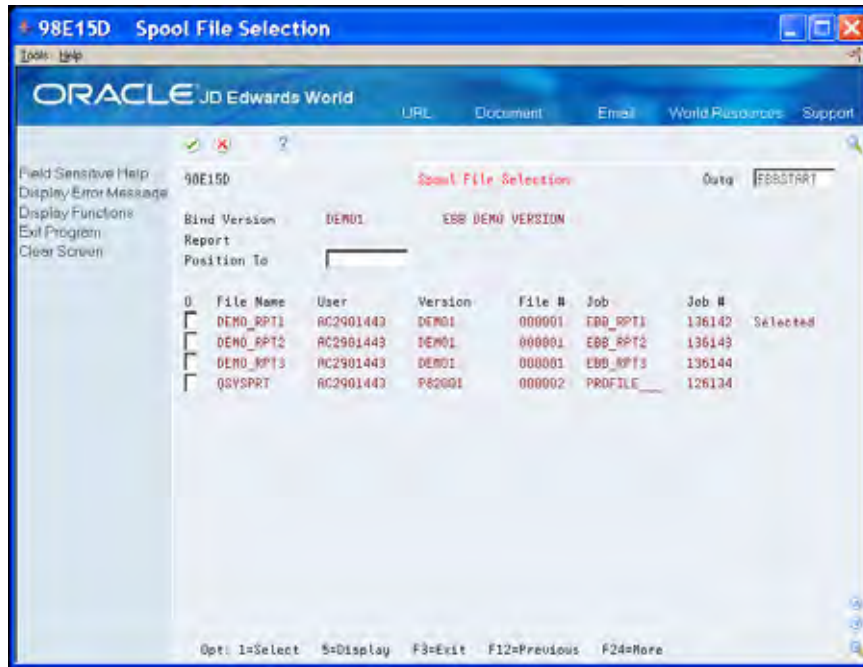 98E15D Spool File Selection
Tools Help
ORACLE JD Edwards World
URL Document Email World Resources Support
?
Field Sensitive Help
Display Error Message
Display Functions
Exit Program
Clear Screen
98E15D Spool File Selection Outq EBBSTART
Bind Version DEMO1 EBB DEMO VERSION
Report
Position To
O File Name User Version File # Job Job #
DEMO_RPT1 AC2901443 DEMO1 000001 EBB_RPT1 136142 Selected
DEMO_RPT2 AC2901443 DEMO1 000001 EBB_RPT2 136143
DEMO_RPT3 AC2901443 DEMO1 000001 EBB_RPT3 136144
QSYSPRT AC2901443 P82001 000002 PROFILE__ 126134
Opt: 1=Select 5=Display F3=Exit F12=Previous F24=More